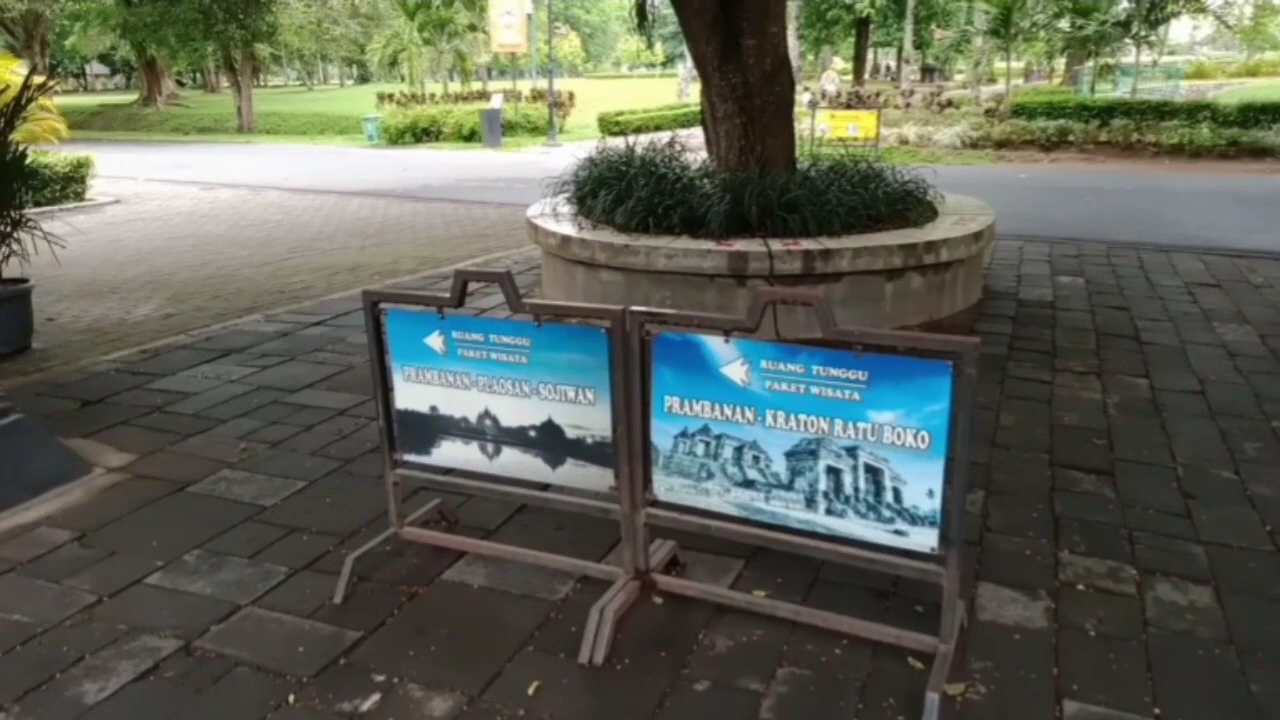 RUANG TUNGGU
PAKET WISATA
PRAMBANAN - PLAOSAN - SOJIWAN
RUANG TUNGGU
PAKET WISATA
PRAMBANAN - KRATON RATU BOKO